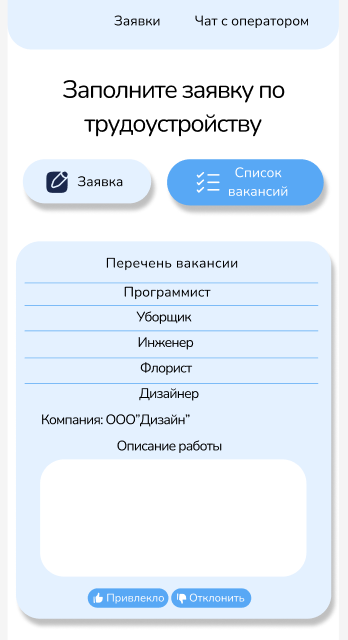 Заявки Чат с оператором
Заполните заявку по
трудоустройству
Заявка
Список
вакансий
Перечень вакансии
Программист
Уборщик
Инженер
Флорист
Дизайнер
Компания: ООО"Дизайн"
Описание работы
Привлекло Отклонить